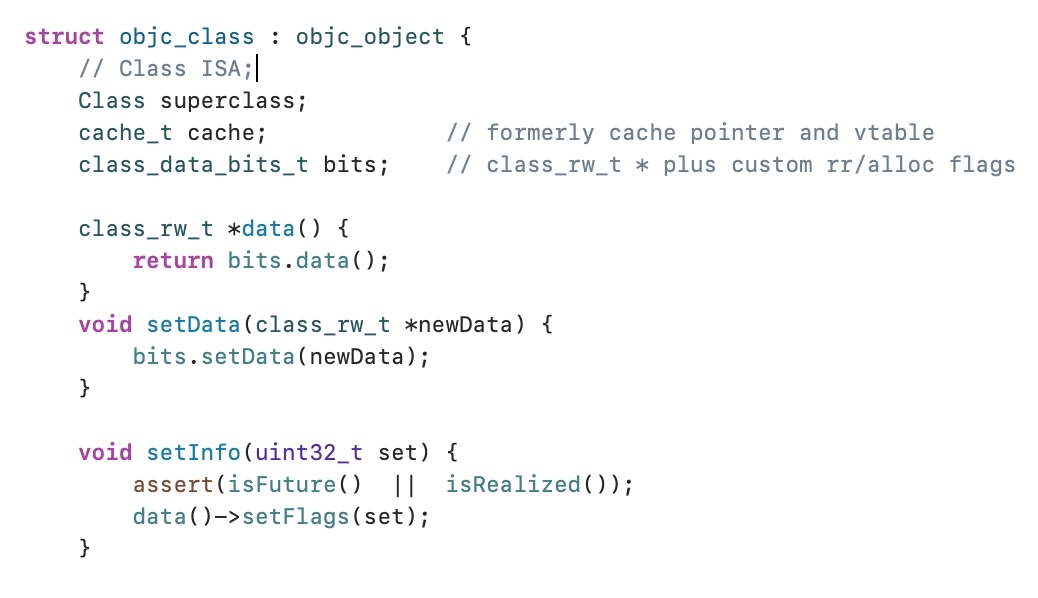 struct objc_class : objc_object {
    // Class ISA;
    Class superclass;
    cache_t cache;             // formerly cache pointer and vtable
    class_data_bits_t bits;    // class_rw_t * plus custom rr/alloc flags

    class_rw_t *data() {
        return bits.data();
    }
    void setData(class_rw_t *newData) {
        bits.setData(newData);
    }

    void setInfo(uint32_t set) {
        assert(isFuture()  ||  isRealized());
        data()->setFlags(set);
    }